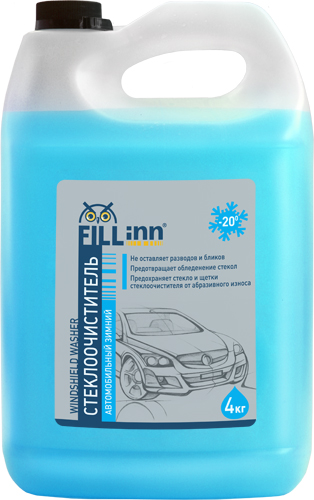 -20°
FiLLinn®
Не оставляет разводов и бликов
Предотвращает обледенение стекол
Предохраняет стекло и щетки
стеклоочистителя от абразивного износа
WINDSHIELD WASHER
СТЕКЛООЧИСТИТЕЛЬ
АВТОМОБИЛЬНЫЙ ЗИМНИЙ
4кг